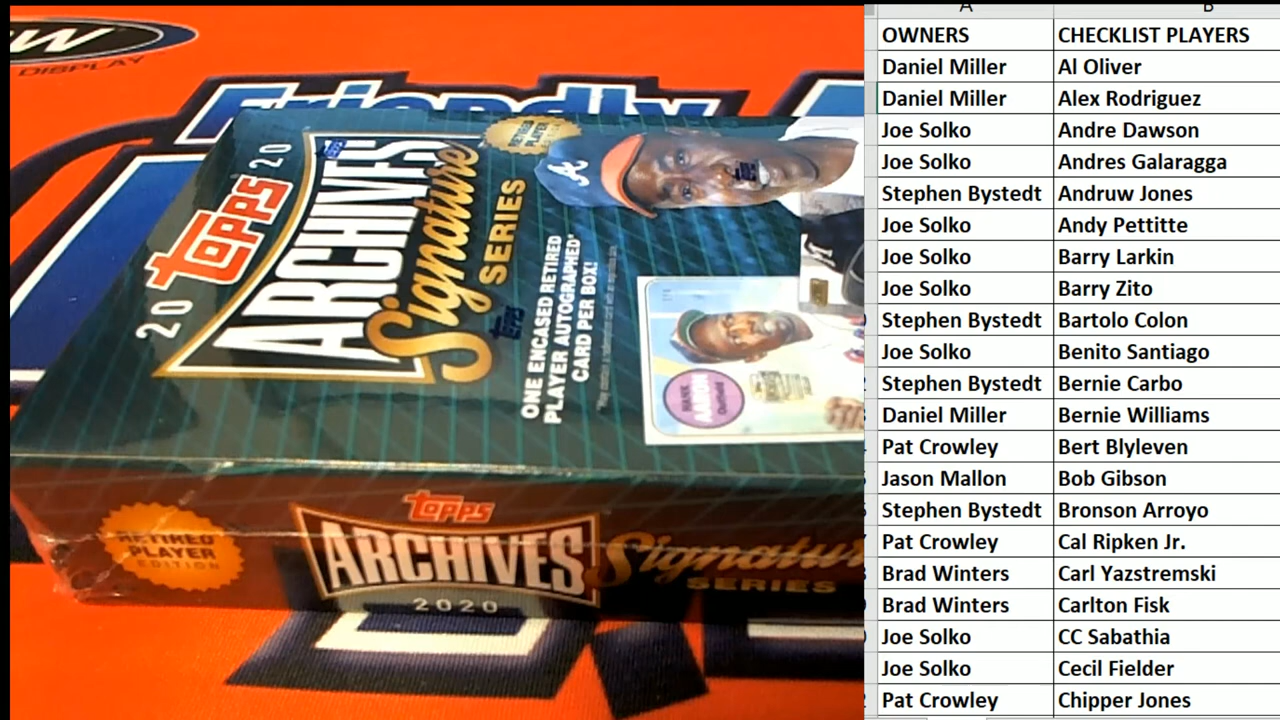 W
DISPLAY
Friendly
20 TOPPS 20
ARCHIVES
Signature
SERIES
ONE ENCASED RETIRED
PLAYER AUTOGRAPHED*
CARD PER BOX!
HANK
AARON
Outfield
topps
RETIRED
PLAYER
EDITION
ARCHIVES Signature
SERIES
2020
A B
OWNERS CHECKLIST PLAYERS
Daniel Miller Al Oliver
Daniel Miller Alex Rodriguez
Joe Solko Andre Dawson
Joe Solko Andres Galaragga
Stephen Bystedt Andruw Jones
Joe Solko Andy Pettitte
Joe Solko Barry Larkin
Joe Solko Barry Zito
Stephen Bystedt Bartolo Colon
Joe Solko Benito Santiago
Stephen Bystedt Bernie Carbo
Daniel Miller Bernie Williams
Pat Crowley Bert Blyleven
Jason Mallon Bob Gibson
Stephen Bystedt Bronson Arroyo
Pat Crowley Cal Ripken Jr.
Brad Winters Carl Yazstremski
Brad Winters Carlton Fisk
Joe Solko CC Sabathia
Joe Solko Cecil Fielder
Pat Crowley Chipper Jones